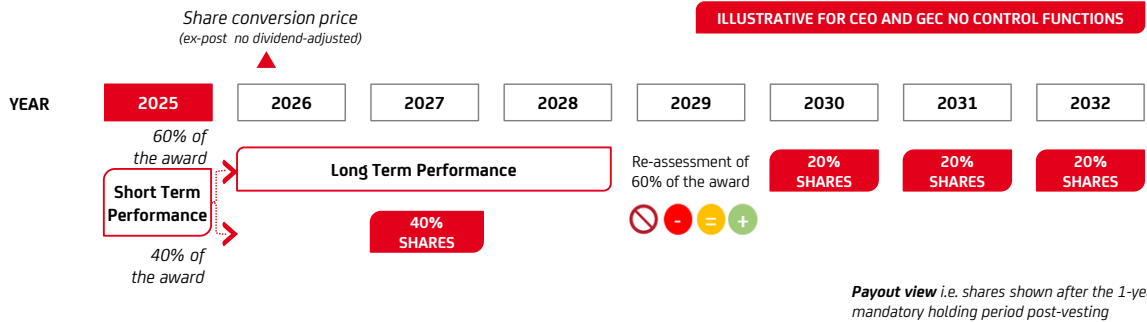 Share conversion price
(ex-post no dividend-adjusted)
ILLUSTRATIVE FOR CEO AND GEC NO CONTROL FUNCTIONS
YEAR
2025
2026
2027
2028
2029
2030
2031
2032
60% of
the award
Short Term
Performance
40% of
the award
Long Term Performance
40%
SHARES
Re-assessment of
60% of the award
- = +
20%
SHARES
20%
SHARES
20%
SHARES
Payout view i.e. shares shown after the 1-ye
mandatory holding period post-vesting